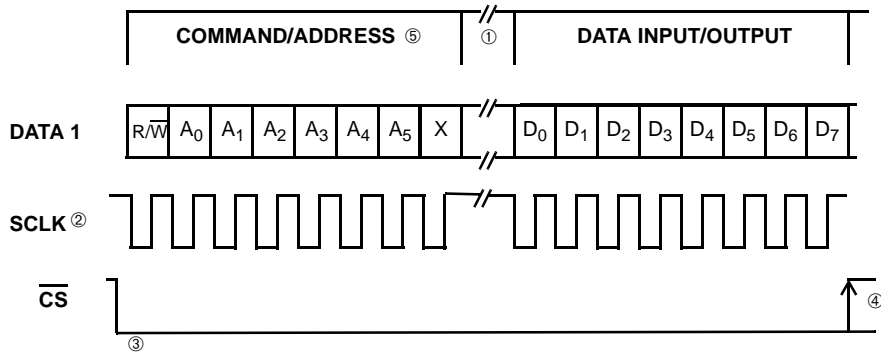 COMMAND/ADDRESS ⑤ ① DATA INPUT/OUTPUT
DATA 1 R/W̅ A₀ A₁ A₂ A₃ A₄ A₅ X D₀ D₁ D₂ D₃ D₄ D₅ D₆ D₇
SCLK ②
C̅S̅ ④
③